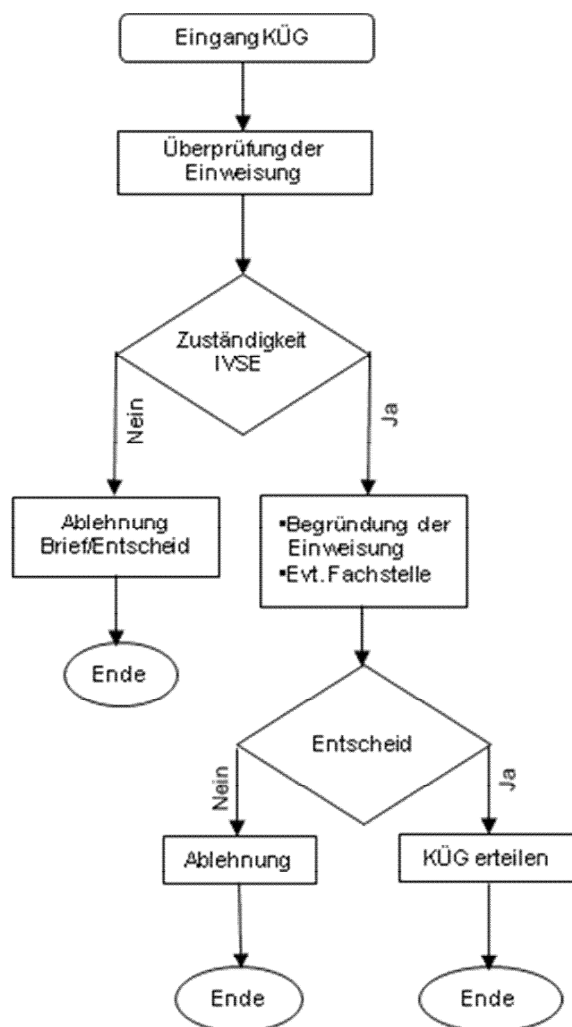 Eingang KÜG
Überprüfung der
Einweisung
Zuständigkeit
IVSE
Nein
Ja
Ablehnung
Brief/Entscheid
▪Begründung der
Einweisung
▪Evt. Fachstelle
Ende
Entscheid
Nein
Ja
Ablehnung
KÜG erteilen
Ende
Ende